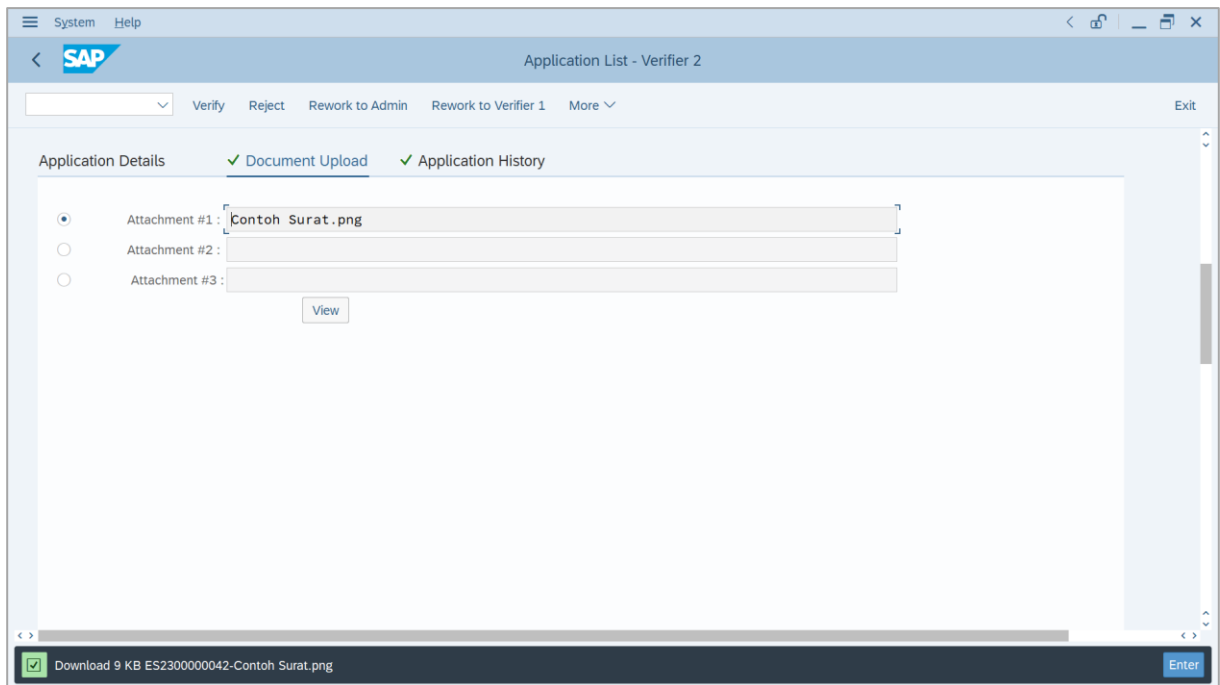 System Help
SAP
Application List - Verifier 2
Verify Reject Rework to Admin Rework to Verifier 1 More Exit
Application Details Document Upload Application History
Attachment #1 : Contoh Surat.png
Attachment #2 :
Attachment #3 :
View
Download 9 KB ES2300000042-Contoh Surat.png Enter